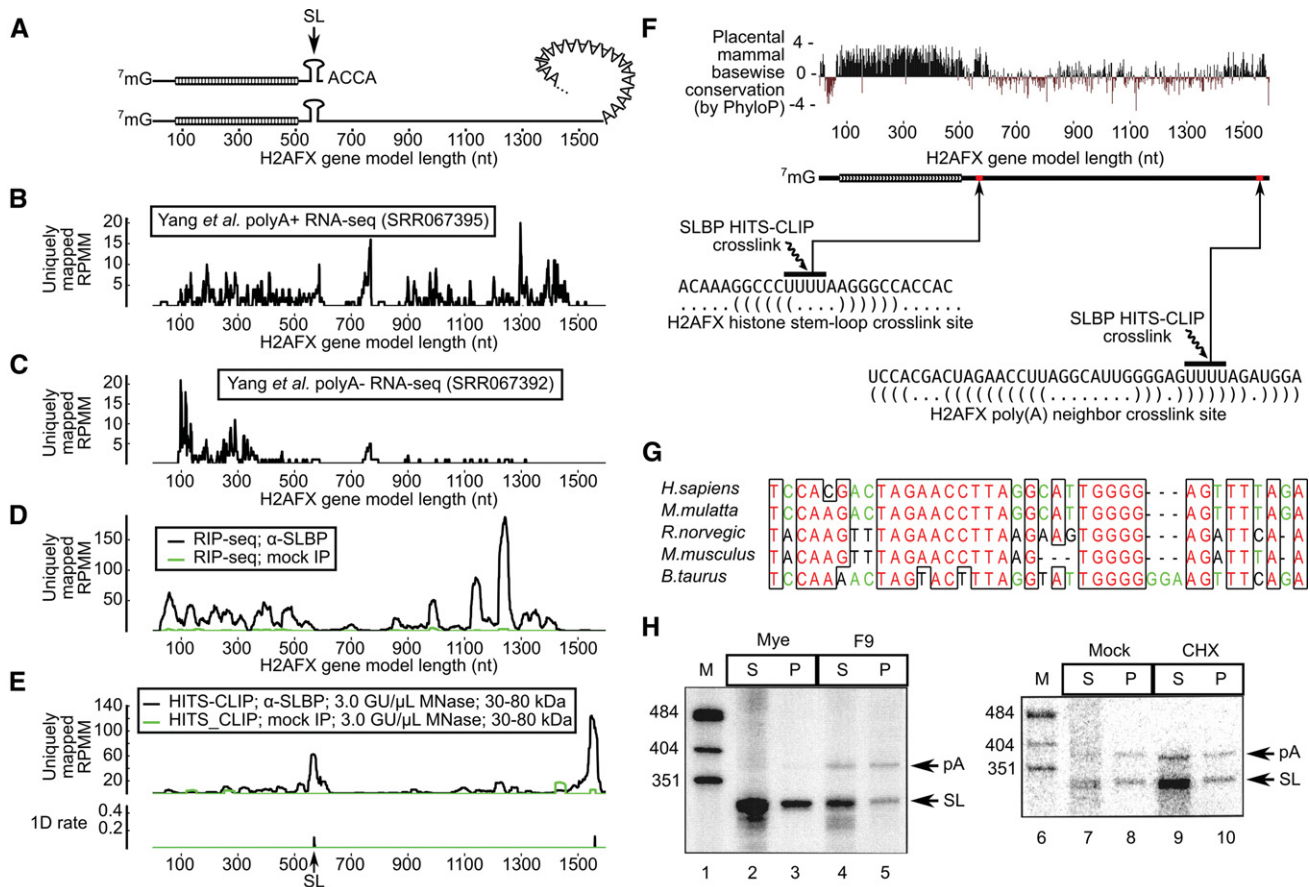 A
SL
7mG
ACCA
7mG
100 300 500 700 900 1100 1300 1500
H2AFX gene model length (nt)
B
Uniquely
mapped
RPMM
20
15
10
5
Yang et al. polyA+ RNA-seq (SRR067395)
100 300 500 700 900 1100 1300 1500
C
Uniquely
mapped
RPMM
20
15
10
5
Yang et al. polyA- RNA-seq (SRR067392)
100 300 500 700 900 1100 1300 1500
H2AFX gene model length (nt)
D
Uniquely
mapped
RPMM
150
100
50
RIP-seq; α-SLBP
RIP-seq; mock IP
100 300 500 700 900 1100 1300 1500
H2AFX gene model length (nt)
E
Uniquely
mapped
RPMM
140
100
60
20
HITS-CLIP; α-SLBP; 3.0 GU/µL MNase; 30-80 kDa
HITS_CLIP; mock IP; 3.0 GU/µL MNase; 30-80 kDa
1D rate
0.4
0.2
100 300 500 700 900 1100 1300 1500
SL
F
Placental
mammal
basewise
conservation
(by PhyloP)
4
0
-4
100 300 500 700 900 1100 1300 1500
H2AFX gene model length (nt)
7mG
SLBP HITS-CLIP
crosslink
ACAAAGGCCCUUUUAAGGGCCACCAC
.....((((((....))))))......
H2AFX histone stem-loop crosslink site
SLBP HITS-CLIP
crosslink
UCCACGACUAGAACCUUAGGCAUUGGGGAGUUUUAGAUGGA
H2AFX poly(A) neighbor crosslink site
G
H.sapiens TCCACGACTAGAACCTTAGGCATTGGGG---AGTTTTAGA
M.mulatta TCCAAGACTAGAACCTTAAGCATTGGGG---AGTTTTAGA
R.norvegic TACAAGTTTAGAACCTTAAGAAGTGGGG---AGATTCA-A
M.musculus TACAAGTTTAGAACCTTAAG----TGGGG---AGATTTA-A
B.taurus TCCAAAACTAGTACTTTAGGTATTGGGGGGAAGTTTCAGA
H
Mye F9
M S P S P
484
404
351
pA
SL
1 2 3 4 5
Mock CHX
M S P S P
484
404
351
pA
SL
6 7 8 9 10